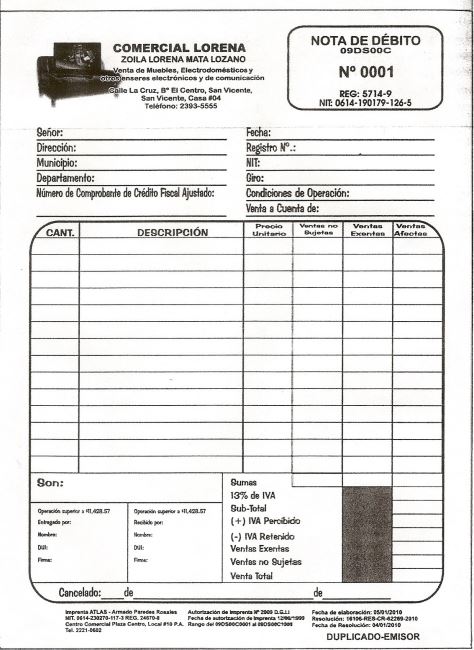 COMERCIAL LORENA
ZOILA LORENA MATA LOZANO
Venta de Muebles, Electrodomésticos y
otros enseres electrónicos y de comunicación
Calle La Cruz, Bº El Centro, San Vicente,
San Vicente, Casa #04
Teléfono: 2393-5555
NOTA DE DÉBITO
09DS00C
Nº 0001
REG: 5714-9
NIT: 0614-190179-126-5
Señor:
Fecha:
Dirección:
Registro Nº.:
Municipio:
NIT:
Departamento:
Giro:
Número de Comprobante de Crédito Fiscal Ajustado:
Condiciones de Operación:
Venta a Cuenta de:
CANT.
DESCRIPCIÓN
Precio Unitario
Ventas no Sujetas
Ventas Exentas
Ventas Afectas
Son:
Operación superior a $11,428.57
Entregado por:
Nombre:
DUI:
Firma:
Operación superior a $11,428.57
Recibido por:
Nombre:
DUI:
Firma:
Sumas
13% de IVA
Sub-Total
(+) IVA Percibido
(-) IVA Retenido
Ventas Exentas
Ventas no Sujetas
Venta Total
Cancelado: de de
Imprenta ATLAS - Armado Paredes Rosales
NIT. 0614-230270-117-3 REG. 24670-8
Centro Comercial Plaza Centro, Local #10 P.A.
Tel. 2221-0602
Autorización de Imprenta Nº 2009 D.G.I.I
Fecha de autorización de Imprenta 12/06/1999
Rango del 09DS00C0001 al 09DS00C1000
Fecha de elaboración: 05/01/2010
Resolución: 16106-RES-CR-62269-2010
Fecha de Resolución: 04/01/2010
DUPLICADO-EMISOR